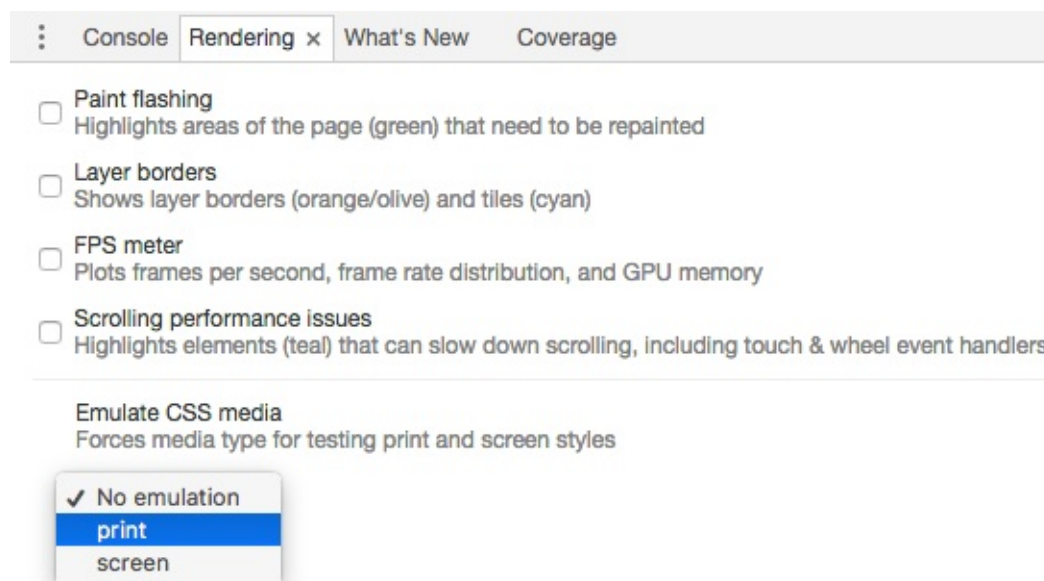 Console Rendering × What's New Coverage
Paint flashing
Highlights areas of the page (green) that need to be repainted
Layer borders
Shows layer borders (orange/olive) and tiles (cyan)
FPS meter
Plots frames per second, frame rate distribution, and GPU memory
Scrolling performance issues
Highlights elements (teal) that can slow down scrolling, including touch & wheel event handlers
Emulate CSS media
Forces media type for testing print and screen styles
✓ No emulation
print
screen